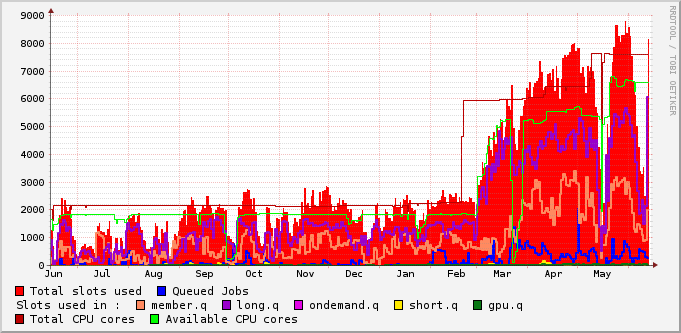 9000
8000
7000
6000
5000
4000
3000
2000
1000
0
Jun Jul Aug Sep Oct Nov Dec Jan Feb Mar Apr May
RRDTOOL / TOBI OETIKER
Total slots used Queued Jobs
Slots used in : member.q long.q ondemand.q short.q gpu.q
Total CPU cores Available CPU cores